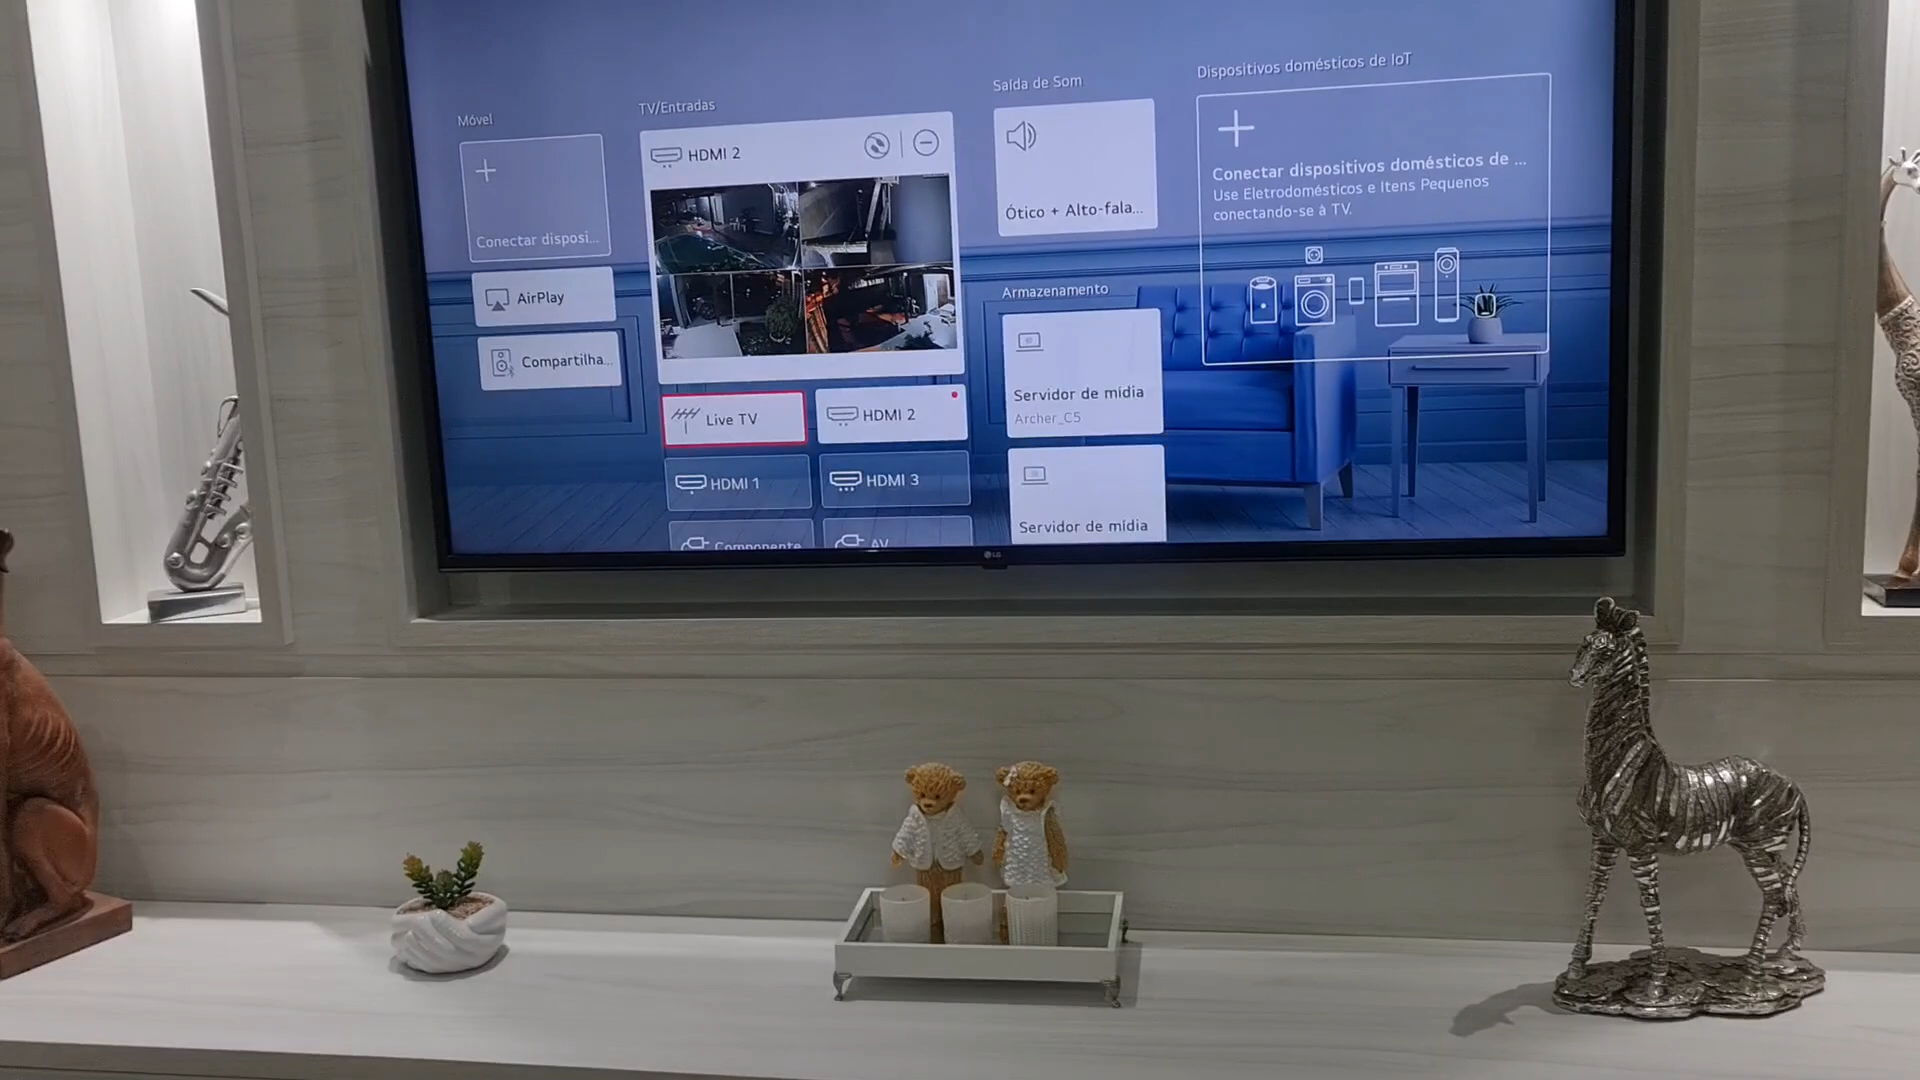 Móvel
Conectar disposi...
AirPlay
Compartilha...
TV/Entradas
HDMI 2
Live TV
HDMI 2
HDMI 1
HDMI 3
Componente
AV
Saída de Som
Ótico + Alto-fala...
Armazenamento
Servidor de mídia
Archer_C5
Servidor de mídia
Dispositivos domésticos de IoT
Conectar dispositivos domésticos de ...
Use Eletrodomésticos e Itens Pequenos
conectando-se à TV.
LG